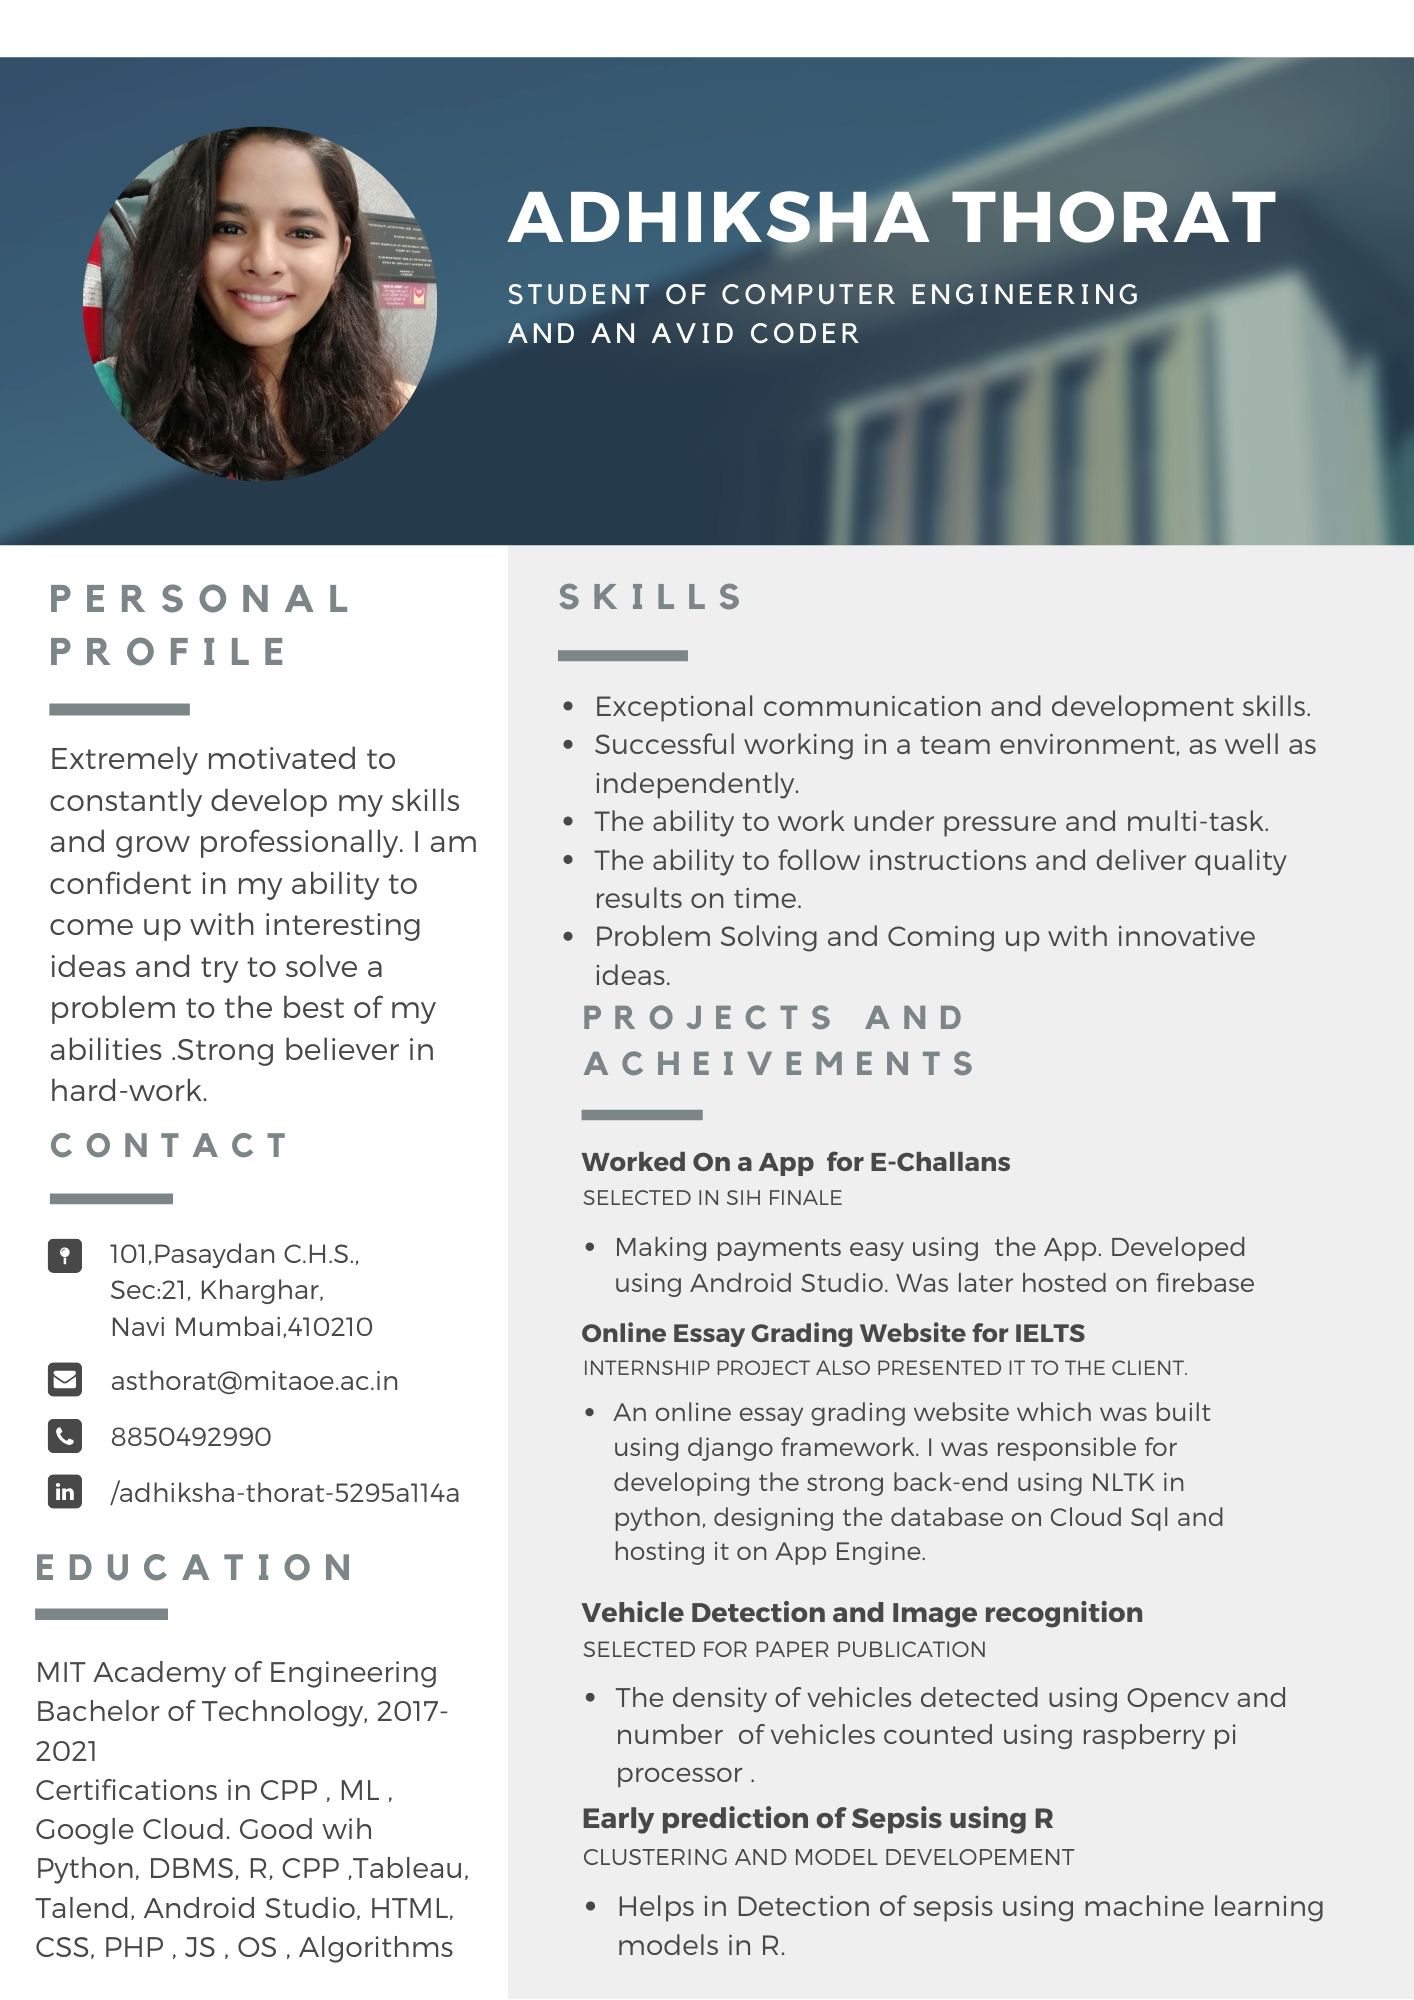 ADHIKSHA THORAT
STUDENT OF COMPUTER ENGINEERING
AND AN AVID CODER
PERSONAL
PROFILE
Extremely motivated to
constantly develop my skills
and grow professionally. I am
confident in my ability to
come up with interesting
ideas and try to solve a
problem to the best of my
abilities .Strong believer in
hard-work.
CONTACT
101,Pasaydan C.H.S.,
Sec:21, Kharghar,
Navi Mumbai,410210
asthorat@mitaoe.ac.in
8850492990
/adhiksha-thorat-5295a114a
EDUCATION
MIT Academy of Engineering
Bachelor of Technology, 2017-
2021
Certifications in CPP , ML ,
Google Cloud. Good wih
Python, DBMS, R, CPP ,Tableau,
Talend, Android Studio, HTML,
CSS, PHP , JS , OS , Algorithms
SKILLS
• Exceptional communication and development skills.
• Successful working in a team environment, as well as
independently.
• The ability to work under pressure and multi-task.
• The ability to follow instructions and deliver quality
results on time.
• Problem Solving and Coming up with innovative
ideas.
PROJECTS AND
ACHEIVEMENTS
Worked On a App  for E-Challans
SELECTED IN SIH FINALE
• Making payments easy using  the App. Developed
using Android Studio. Was later hosted on firebase
Online Essay Grading Website for IELTS
INTERNSHIP PROJECT ALSO PRESENTED IT TO THE CLIENT.
• An online essay grading website which was built
using django framework. I was responsible for
developing the strong back-end using NLTK in
python, designing the database on Cloud Sql and
hosting it on App Engine.
Vehicle Detection and Image recognition
SELECTED FOR PAPER PUBLICATION
• The density of vehicles detected using Opencv and
number  of vehicles counted using raspberry pi
processor .
Early prediction of Sepsis using R
CLUSTERING AND MODEL DEVELOPEMENT
• Helps in Detection of sepsis using machine learning
models in R.